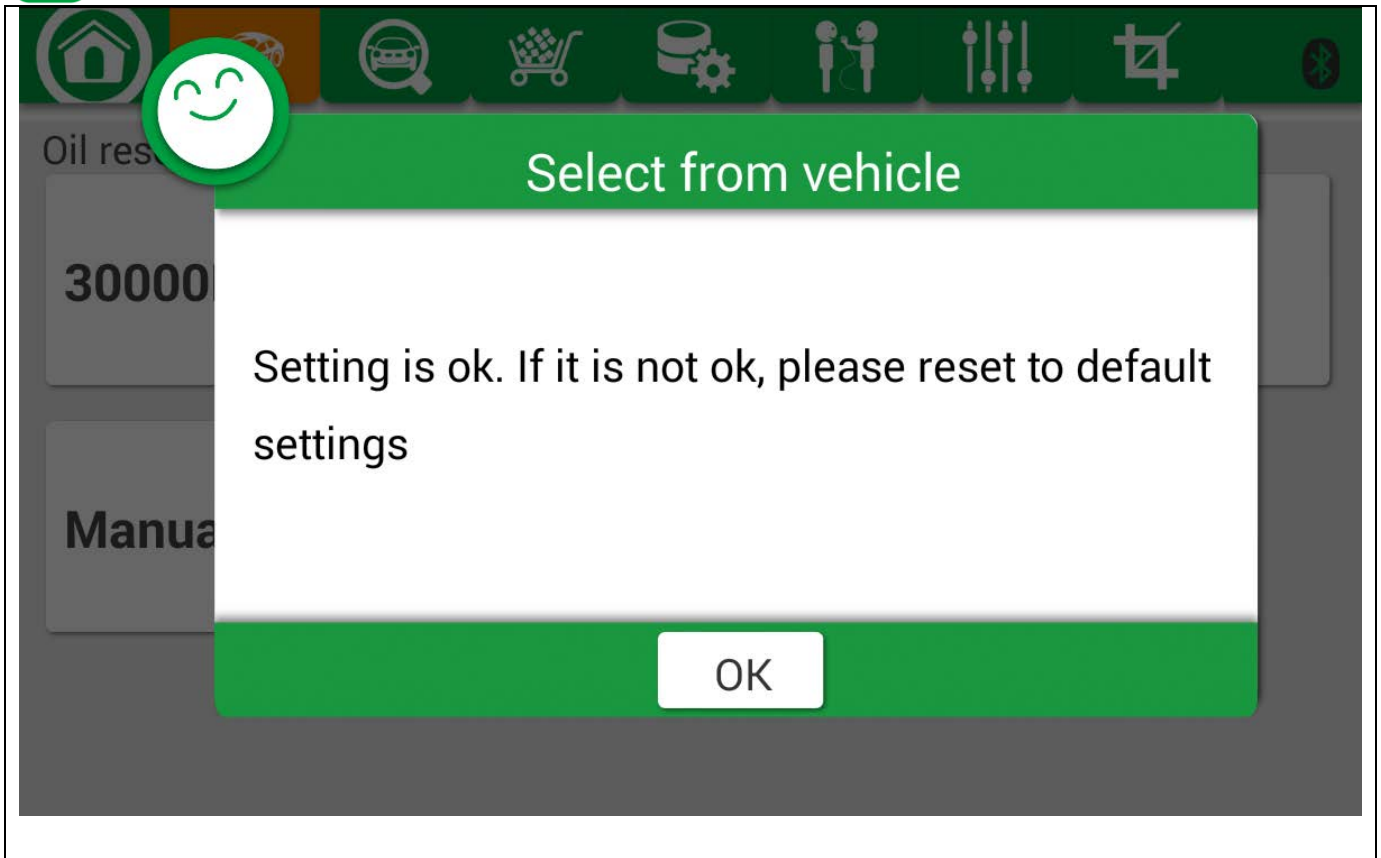 Oil res
Select from vehicle
30000
Setting is ok. If it is not ok, please reset to default
settings
Manua
OK